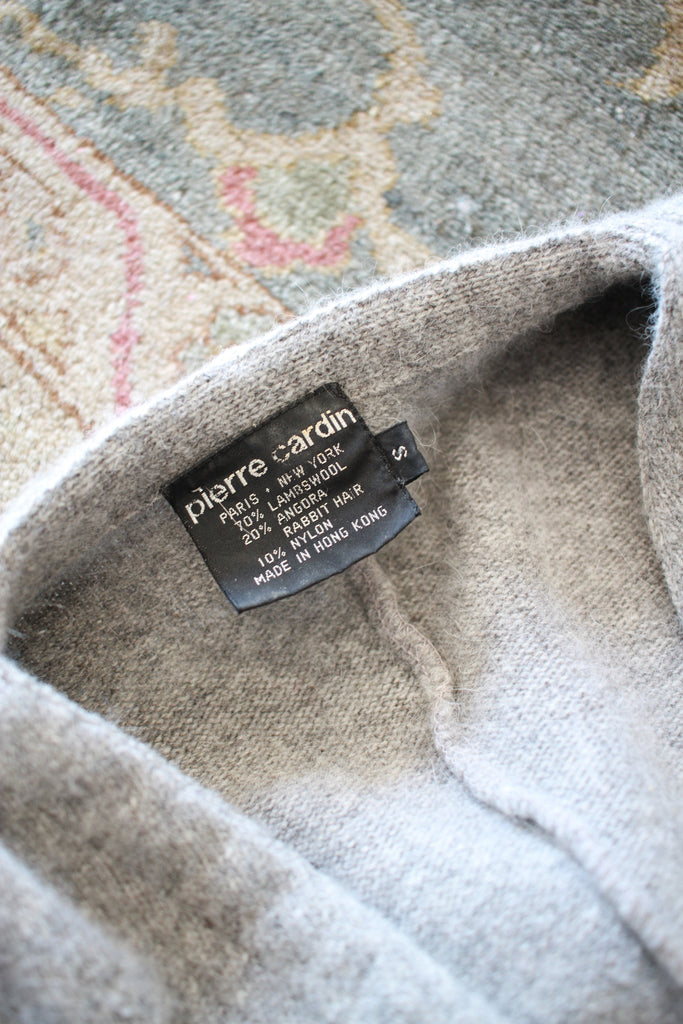 pierre cardin
PARIS , NEW YORK
70% LAMBSWOOL
20% ANGORA
RABBIT HAIR
10% NYLON
MADE IN HONG KONG
S